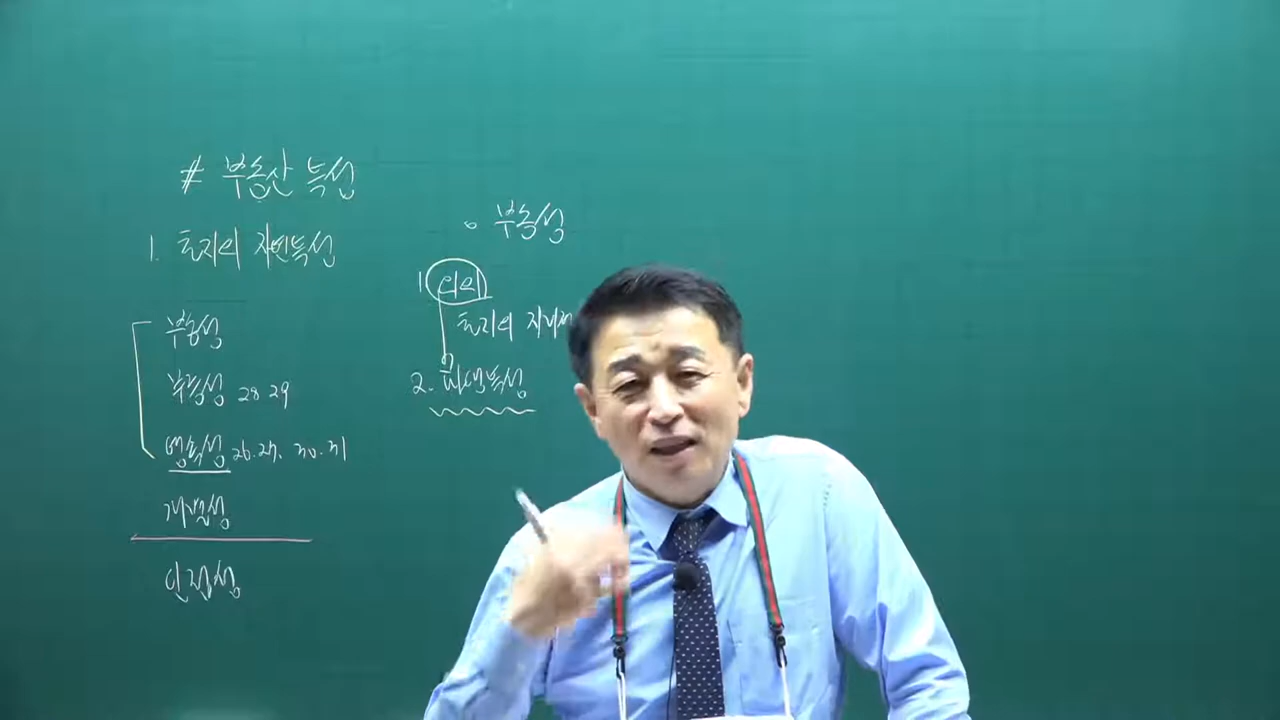 # 부동산 특성
1. 토지의 자연특성
부동성
부증성 28 29
영속성 26. 27. 30. 31
개별성
인접성
○ 부동성
1 의의
토지의 지리적
2. 파생특성